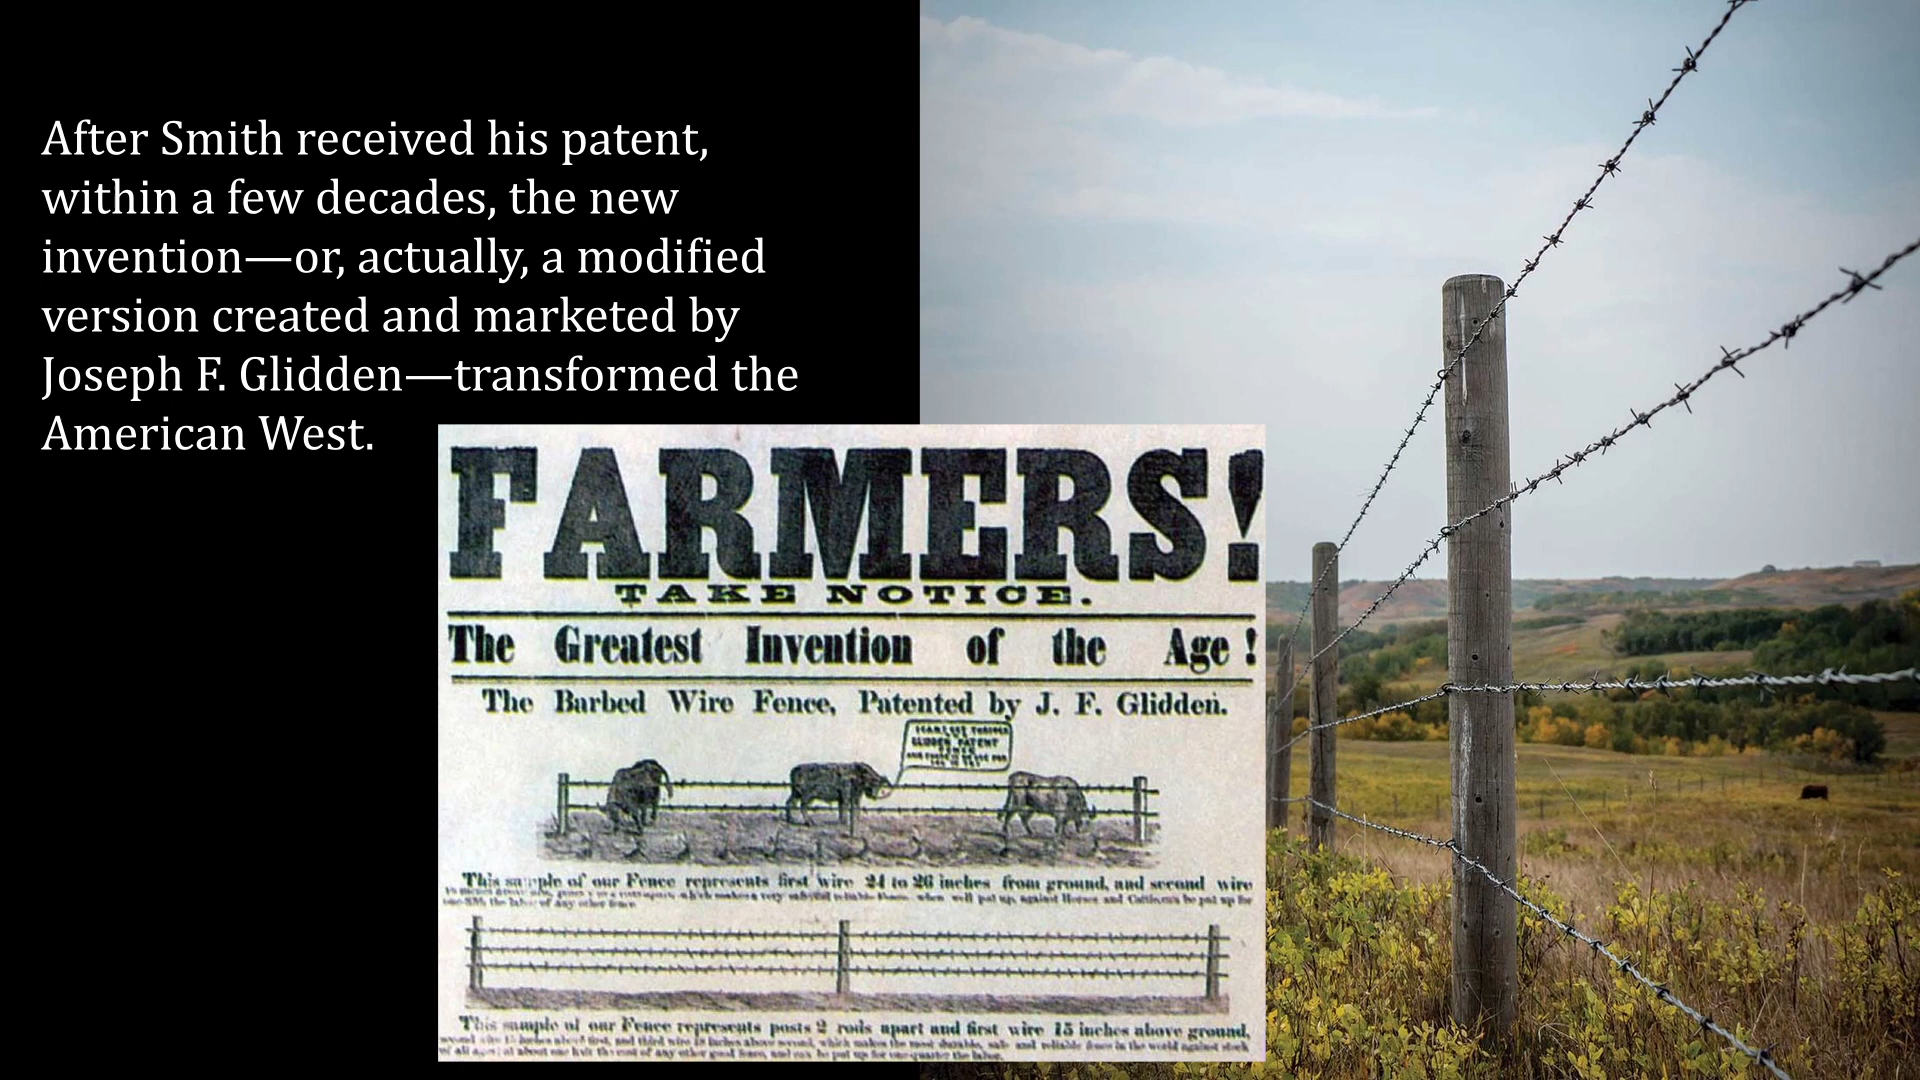 After Smith received his patent,
within a few decades, the new
invention—or, actually, a modified
version created and marketed by
Joseph F. Glidden—transformed the
American West.
FARMERS!
TAKE NOTICE.
The Greatest Invention of the Age!
The Barbed Wire Fence, Patented by J. F. Glidden.
GLIDDEN PATENT
This sample of our Fence represents first wire 24 to 26 inches from ground, and second wire
This sample of our Fence represents posts 2 rods apart and first wire 15 inches above ground,